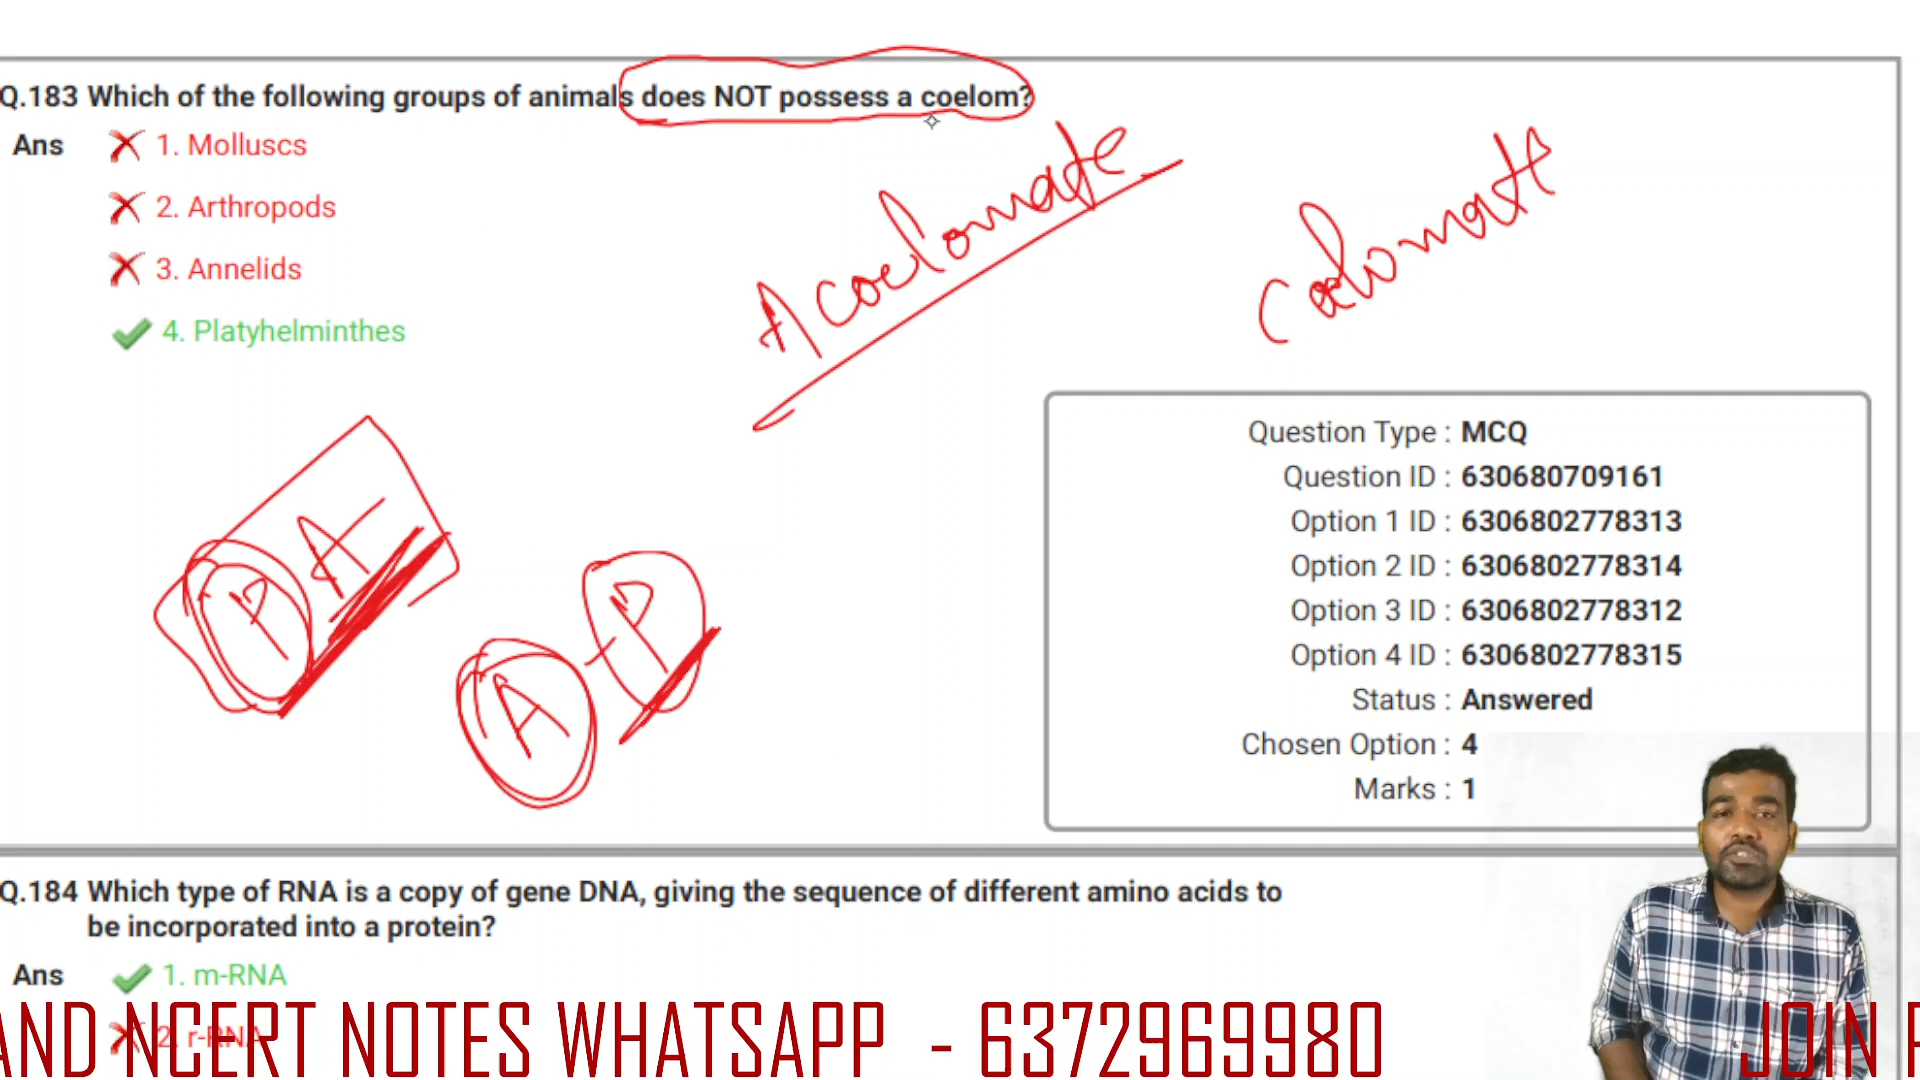 Q.183 Which of the following groups of animals does NOT possess a coelom?
Ans 1. Molluscs
2. Arthropods
3. Annelids
4. Platyhelminthes
Acoelomate
Coelomate
PA
A-P
Question Type : MCQ
Question ID : 630680709161
Option 1 ID : 6306802778313
Option 2 ID : 6306802778314
Option 3 ID : 6306802778312
Option 4 ID : 6306802778315
Status : Answered
Chosen Option : 4
Marks : 1
Q.184 Which type of RNA is a copy of gene DNA, giving the sequence of different amino acids to
be incorporated into a protein?
Ans 1. m-RNA
2. r-RNA
AND NCERT NOTES WHATSAPP - 6372969980 JOIN